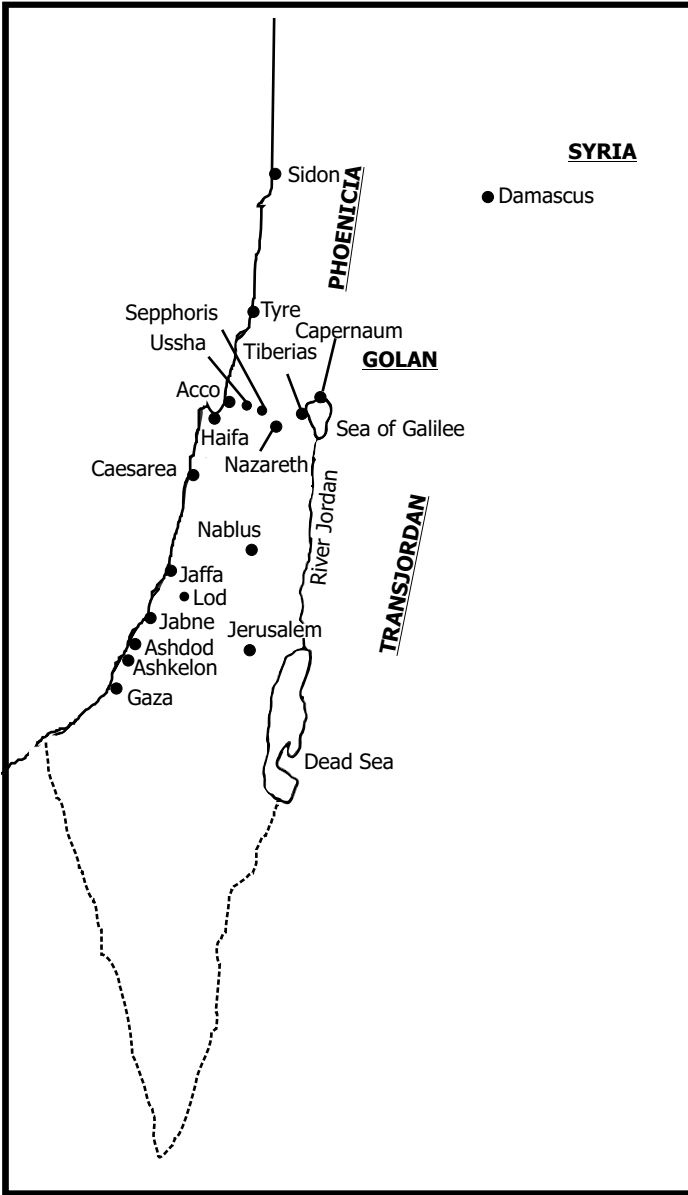 SYRIA
Sidon
PHOENICIA
Damascus
Sepphoris
Tyre
Ussha
Capernaum
Tiberias
GOLAN
Acco
Haifa
Sea of Galilee
Nazareth
Caesarea
River Jordan
TRANSJORDAN
Nablus
Jaffa
Lod
Jabne
Jerusalem
Ashdod
Ashkelon
Gaza
Dead Sea